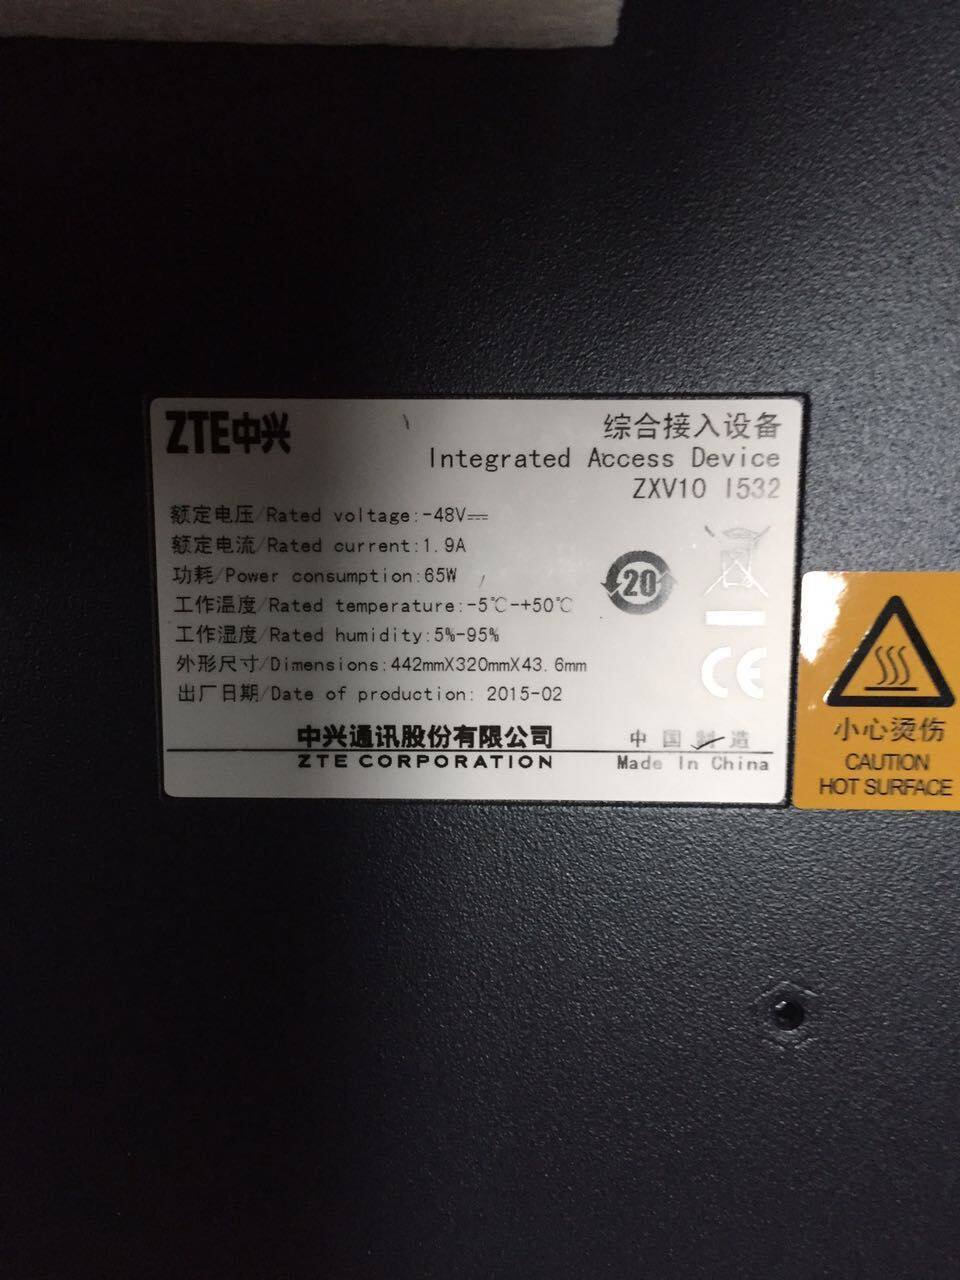 ZTE中兴
综合接入设备
Integrated Access Device
ZXV10 I532
额定电压/Rated voltage:-48V⎓
额定电流/Rated current:1.9A
功耗/Power consumption:65W
工作温度/Rated temperature:-5℃-+50℃
工作湿度/Rated humidity:5%-95%
外形尺寸/Dimensions:442mmX320mmX43.6mm
出厂日期/Date of production: 2015-02
20
CE
中兴通讯股份有限公司
ZTE CORPORATION
中国制造
Made In China
小心烫伤
CAUTION
HOT SURFACE